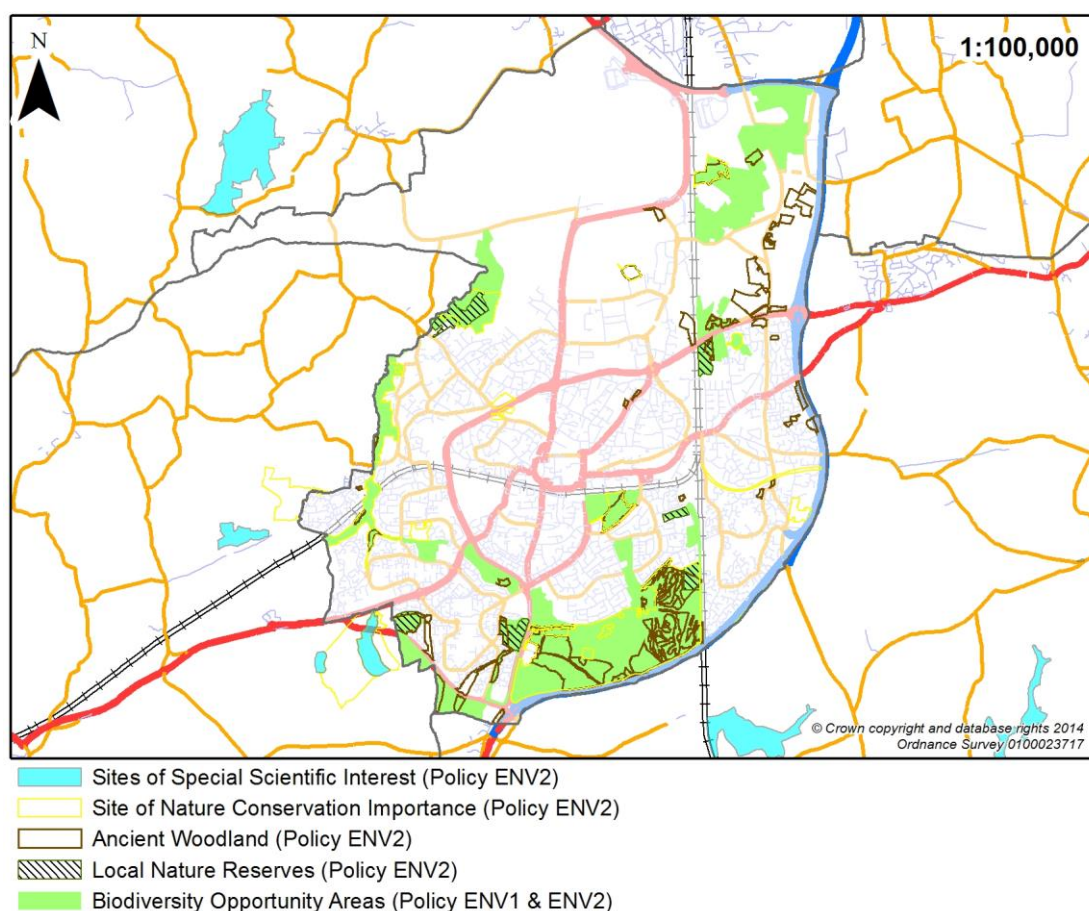 N
1:100,000
© Crown copyright and database rights 2014
Ordnance Survey 0100023717
Sites of Special Scientific Interest (Policy ENV2)
Site of Nature Conservation Importance (Policy ENV2)
Ancient Woodland (Policy ENV2)
Local Nature Reserves (Policy ENV2)
Biodiversity Opportunity Areas (Policy ENV1 & ENV2)